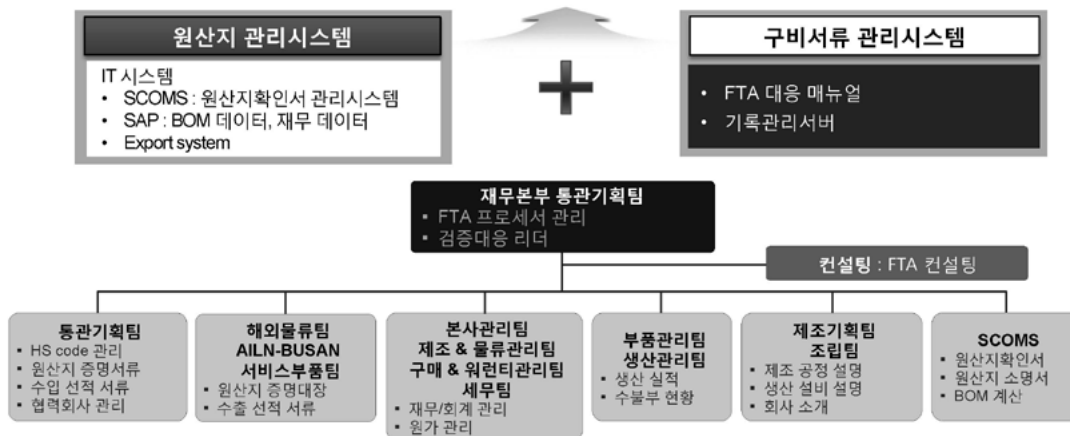 원산지 관리시스템
IT 시스템
• SCOMS : 원산지확인서 관리시스템
• SAP : BOM 데이터, 재무 데이터
• Export system
구비서류 관리시스템
• FTA 대응 매뉴얼
• 기록관리서버
재무본부 통관기획팀
▪ FTA 프로세서 관리
▪ 검증대응 리더
컨설팅 : FTA 컨설팅
통관기획팀
▪ HS code 관리
▪ 원산지 증명서류
▪ 수입 선적 서류
▪ 협력회사 관리
해외물류팀
AILN-BUSAN
서비스부품팀
▪ 원산지 증명대장
▪ 수출 선적 서류
본사관리팀
제조 & 물류관리팀
구매 & 워런티관리팀
세무팀
▪ 재무/회계 관리
▪ 원가 관리
부품관리팀
생산관리팀
▪ 생산 실적
▪ 수불부 현황
제조기획팀
조립팀
▪ 제조 공정 설명
▪ 생산 설비 설명
▪ 회사 소개
SCOMS
▪ 원산지확인서
▪ 원산지 소명서
▪ BOM 계산